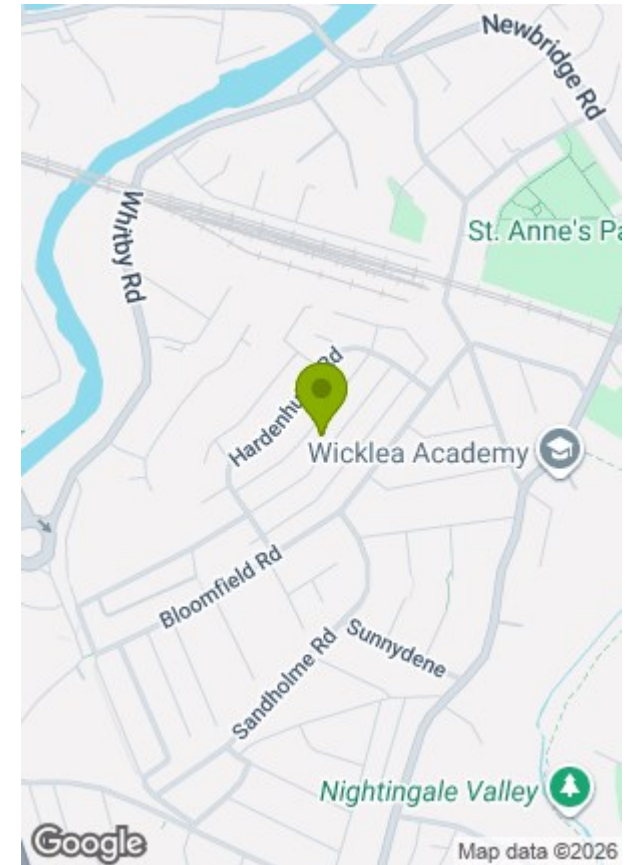 Newbridge Rd
Whitby Rd
St. Anne's Pa
Rd
Wicklea Academy
Bloomfield Rd
Sunnydene
Sandholme Rd
Nightingale Valley
Google
Map data ©2026